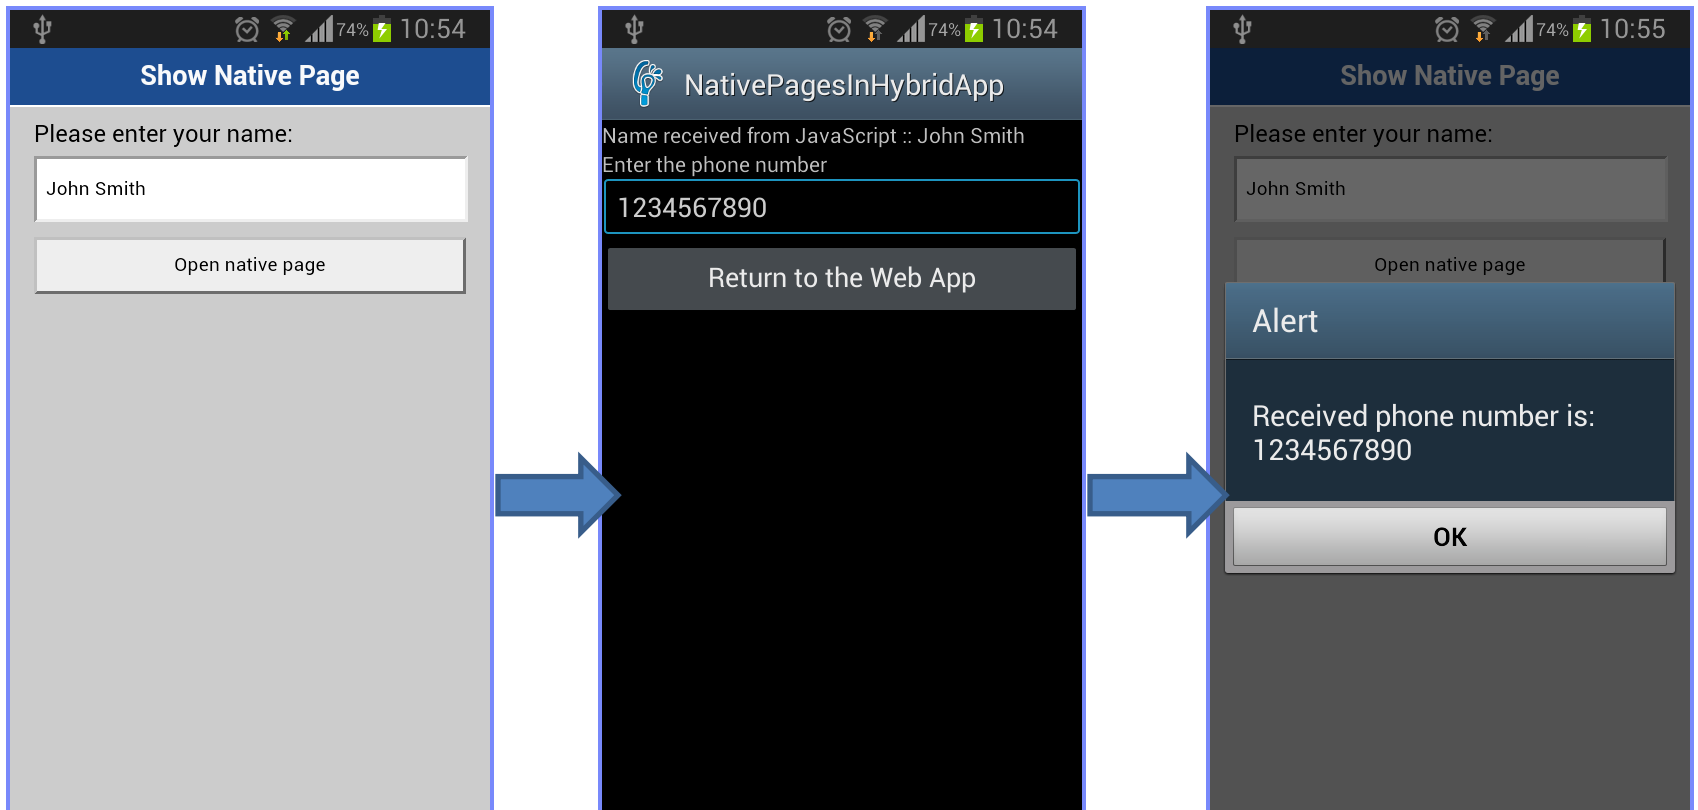 74% 10:54
Show Native Page
Please enter your name:
John Smith
Open native page
74% 10:54
NativePagesInHybridApp
Name received from JavaScript :: John Smith
Enter the phone number
1234567890
Return to the Web App
74% 10:55
Show Native Page
Please enter your name:
John Smith
Open native page
Alert
Received phone number is:
1234567890
OK